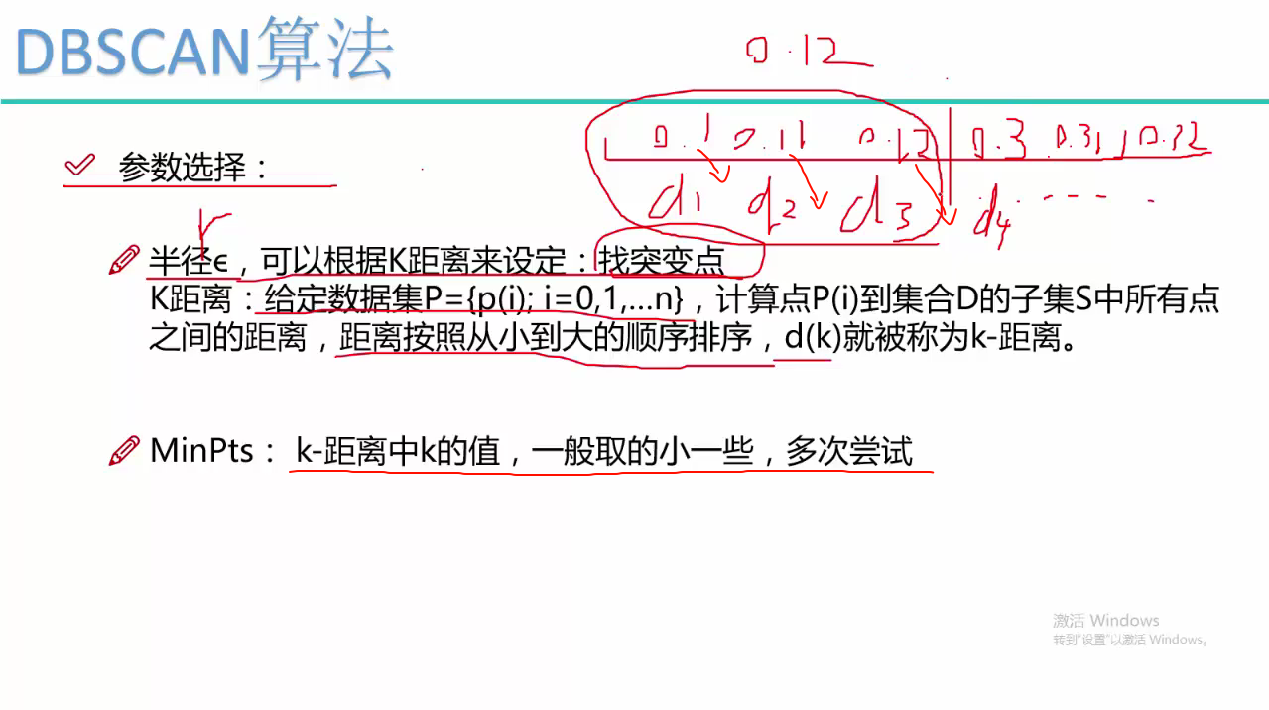 DBSCAN算法
0.12
0.1 0.11 0.12 0.3 0.31 0.32
参数选择：
d1 d2 d3 d4
r
半径ϵ，可以根据K距离来设定：找突变点
K距离：给定数据集P={p(i); i=0,1,…n}，计算点P(i)到集合D的子集S中所有点
之间的距离，距离按照从小到大的顺序排序，d(k)就被称为k-距离。
MinPts： k-距离中k的值，一般取的小一些，多次尝试
激活 Windows
转到"设置"以激活 Windows。